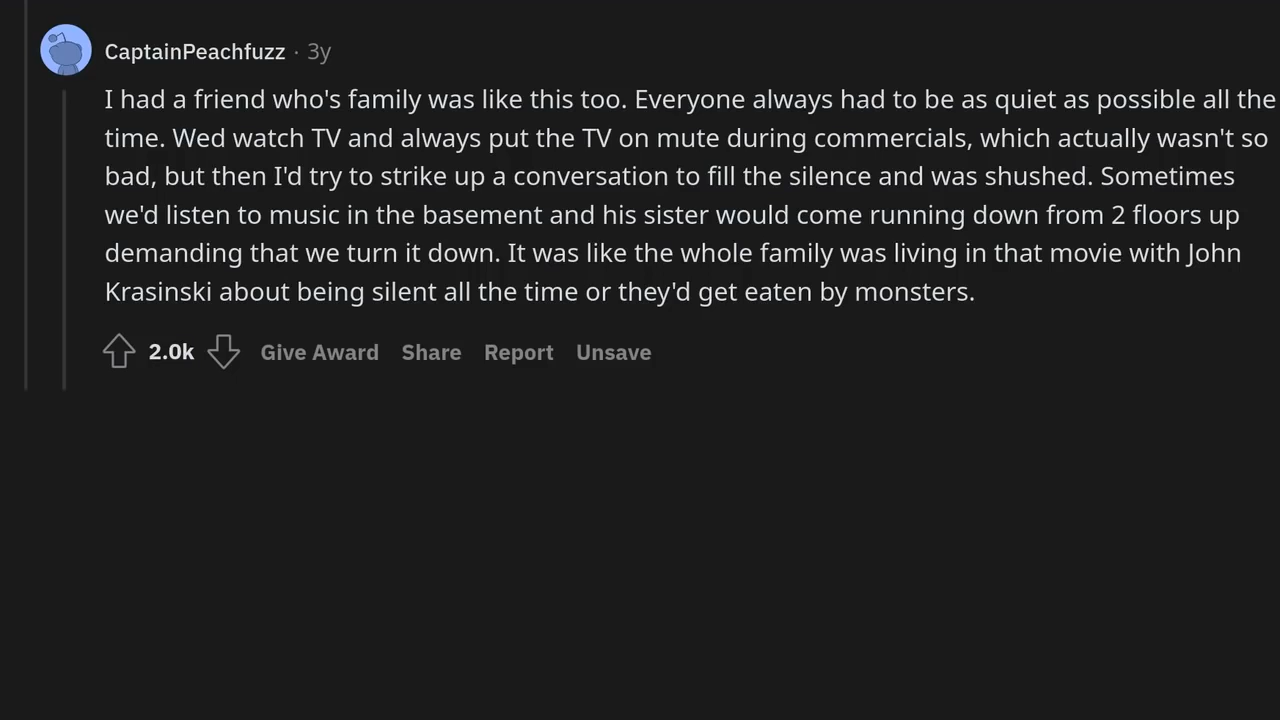 CaptainPeachfuzz · 3y
I had a friend who's family was like this too. Everyone always had to be as quiet as possible all the
time. Wed watch TV and always put the TV on mute during commercials, which actually wasn't so
bad, but then I'd try to strike up a conversation to fill the silence and was shushed. Sometimes
we'd listen to music in the basement and his sister would come running down from 2 floors up
demanding that we turn it down. It was like the whole family was living in that movie with John
Krasinski about being silent all the time or they'd get eaten by monsters.
2.0k Give Award Share Report Unsave